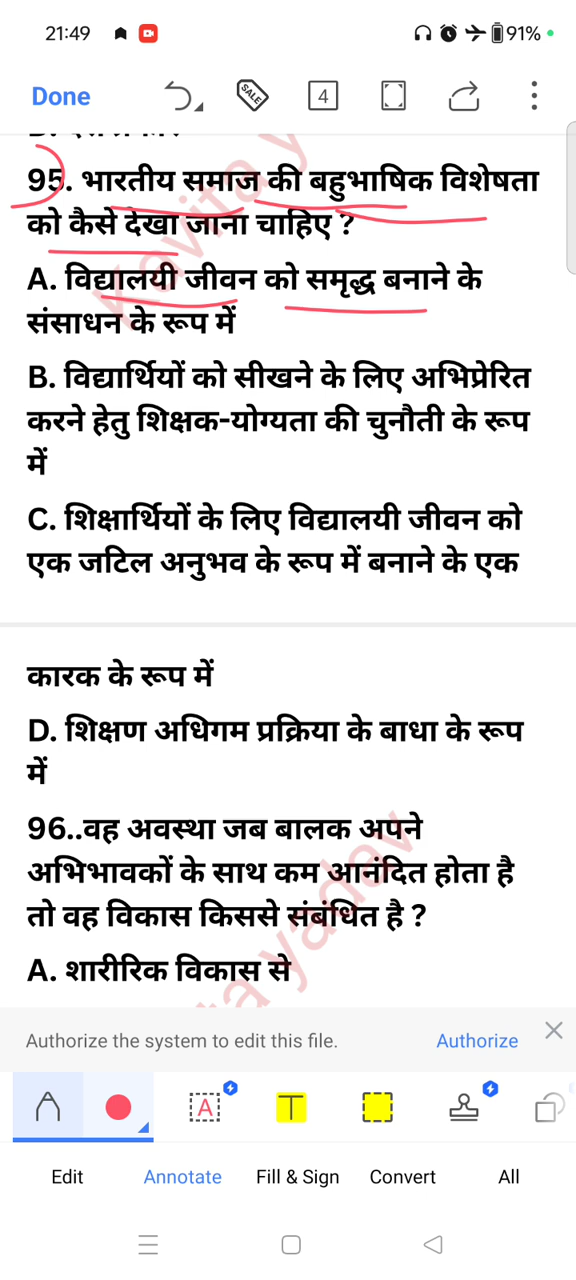 21:49
91%
Done
SALE
4
95. भारतीय समाज की बहुभाषिक विशेषता
को कैसे देखा जाना चाहिए ?
A. विद्यालयी जीवन को समृद्ध बनाने के
संसाधन के रूप में
B. विद्यार्थियों को सीखने के लिए अभिप्रेरित
करने हेतु शिक्षक-योग्यता की चुनौती के रूप
में
C. शिक्षार्थियों के लिए विद्यालयी जीवन को
एक जटिल अनुभव के रूप में बनाने के एक
कारक के रूप में
D. शिक्षण अधिगम प्रक्रिया के बाधा के रूप
में
96..वह अवस्था जब बालक अपने
अभिभावकों के साथ कम आनंदित होता है
तो वह विकास किससे संबंधित है ?
A. शारीरिक विकास से
Authorize the system to edit this file.
Authorize
A
T
Edit
Annotate
Fill & Sign
Convert
All